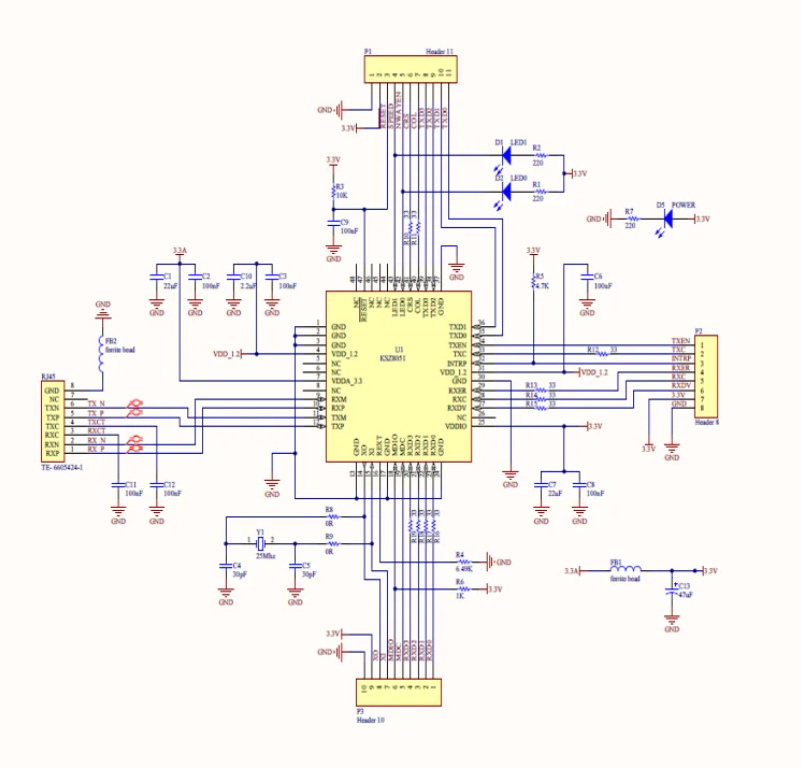 P1 Header 11
1 2 3 4 5 6 7 8 9 10 11
GND
3.3V
RESET
SPEED
NWAYEN
CRS
COL
TXD3
TXD2
TXD1
TXD0
D1 LED1 R2
220
3.3V
D2 LED0 R1
220
3.3V
R3
10K
C9
100nF
GND
R10 33
R11 33
GND R7
220
D5 POWER
3.3V
3.3A
C1
22uF
C2
100nF
C10
2.2uF
C3
100nF
GND GND GND GND
GND
3.3V
R5
4.7K
C6
100nF
GND
48 47 46 45 44 43 42 41 40 39 38 37
NC
RESET
NC
NC
NC
LED1
LED0
CRS
COL
TXD3
TXD2
GND
U1
KSZ8051
1 GND
2 GND
3 GND
4 VDD_1.2
5 NC
6 NC
7 VDDA_3.3
8 NC
9 RXM
10 RXP
11 TXM
12 TXP
VDD_1.2
TXD1 36
TXD0 35
TXEN 34
TXC 33
INTRP 32
VDD_1.2 31
GND 30
RXER 29
RXC 28
RXDV 27
NC 26
VDDIO 25
R12 33
VDD_1.2
R13 33
R14 33
R15 33
3.3V
TXEN
TXC
INTRP
RXER
RXC
RXDV
3.3V
GND
P2
1
2
3
4
5
6
7
8
Header 8
3.3V
GND
GND
FB2
ferrite bead
RJ45
GND 8
NC 7
TXN 6 TX_N
TXP 5 TX_P
TXC 4 TXCT
RXC 3 RXCT
RXN 2 RX_N
RXP 1 RX_P
TE- 6605424-1
C11
100nF
C12
100nF
GND GND
GND
GND
XO
XI
REXT
GND
MDIO
MDC
RXD3
RXD2
RXD1
RXD0
GND
13 14 15 16 17 18 19 20 21 22 23 24
GND
C7
22uF
C8
100nF
GND GND
R8
0R
Y1
1 2
25Mhz
R9
0R
C4
30pF
C5
30pF
GND GND
R19 33
R18 33
R17 33
R16 33
R4
6.49K
GND
R6
1K
3.3V
3.3A FB1
ferrite bead
3.3V
C13
47uF
GND
3.3V
GND
XO
XI
MDIO
MDC
RXD3
RXD2
RXD1
RXD0
10 9 8 7 6 5 4 3 2 1
P3
Header 10